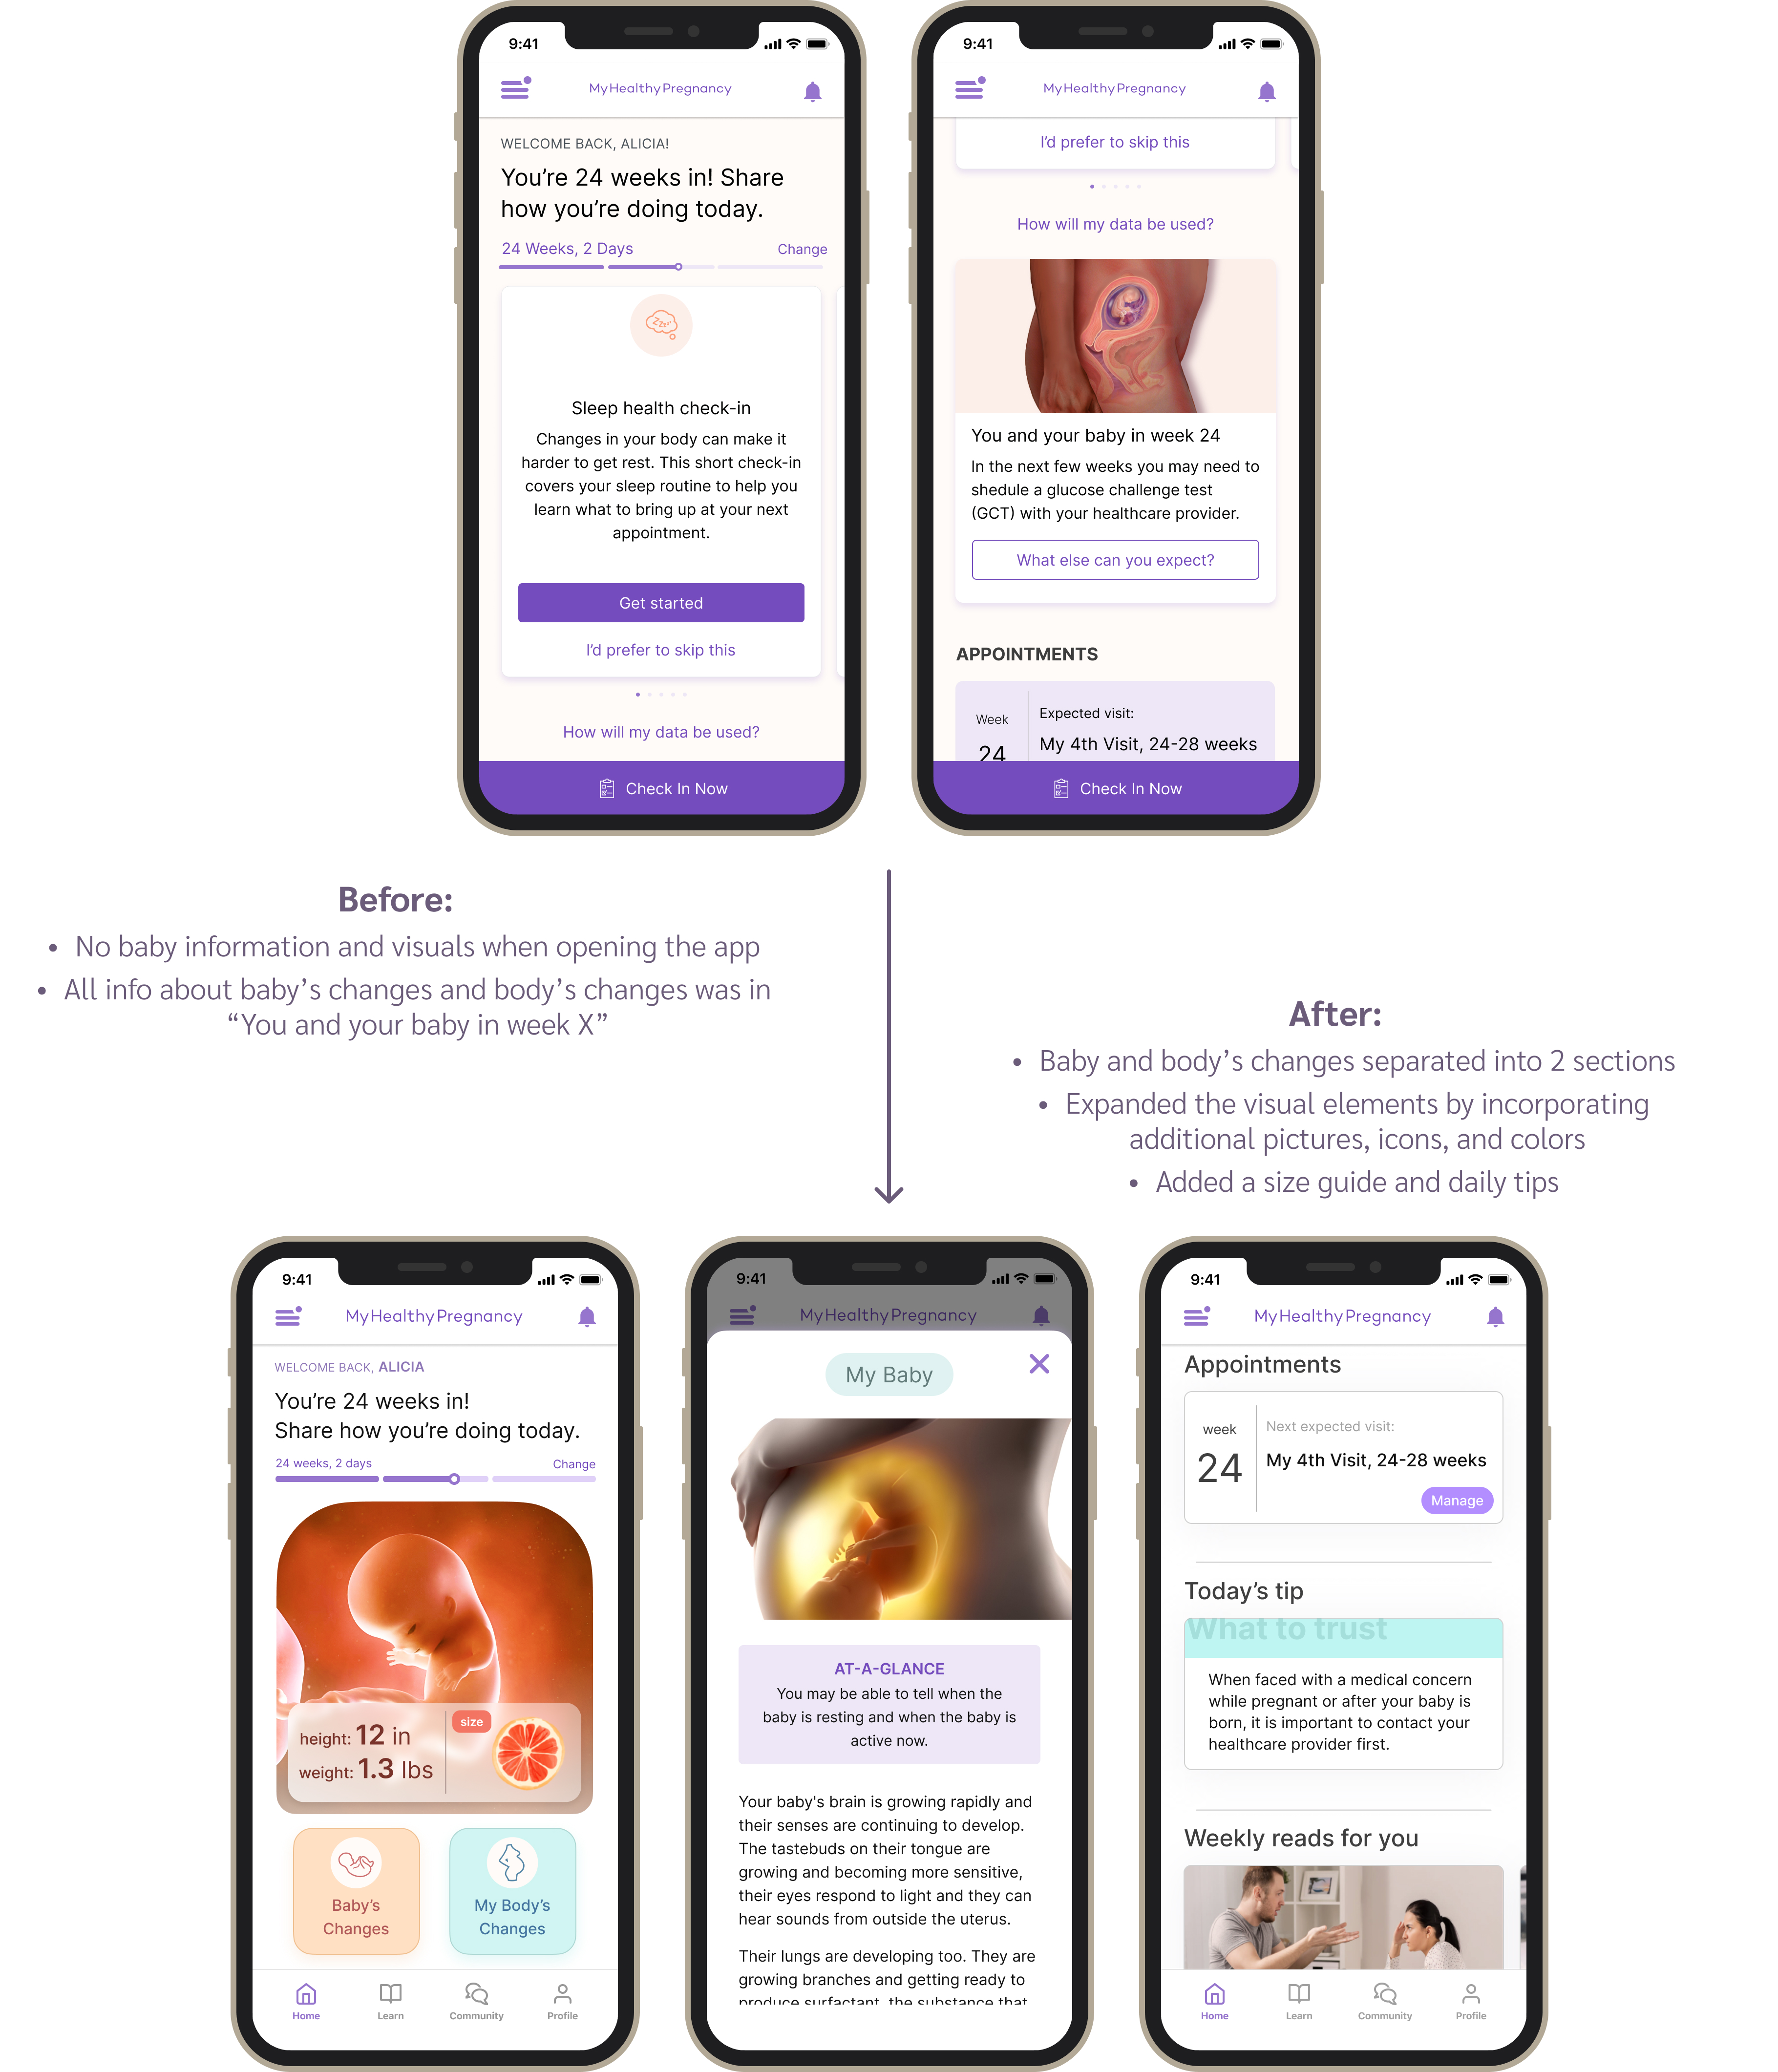 9:41
MyHealthyPregnancy
WELCOME BACK, ALICIA!
You're 24 weeks in! Share
how you're doing today.
24 Weeks, 2 Days
Change
Zzzz
Sleep health check-in
Changes in your body can make it
harder to get rest. This short check-in
covers your sleep routine to help you
learn what to bring up at your next
appointment.
Get started
I'd prefer to skip this
How will my data be used?
Check In Now
9:41
MyHealthyPregnancy
I'd prefer to skip this
How will my data be used?
You and your baby in week 24
In the next few weeks you may need to
shedule a glucose challenge test
(GCT) with your healthcare provider.
What else can you expect?
APPOINTMENTS
Week
24
Expected visit:
My 4th Visit, 24-28 weeks
Check In Now
Before:
• No baby information and visuals when opening the app
• All info about baby's changes and body's changes was in
“You and your baby in week X”
After:
• Baby and body's changes separated into 2 sections
• Expanded the visual elements by incorporating
additional pictures, icons, and colors
• Added a size guide and daily tips
9:41
MyHealthyPregnancy
WELCOME BACK, ALICIA
You're 24 weeks in!
Share how you're doing today.
24 weeks, 2 days
Change
height: 12 in
weight: 1.3 lbs
size
Baby's
Changes
My Body's
Changes
Home
Learn
Community
Profile
9:41
MyHealthyPregnancy
My Baby
AT-A-GLANCE
You may be able to tell when the
baby is resting and when the baby is
active now.
Your baby's brain is growing rapidly and
their senses are continuing to develop.
The tastebuds on their tongue are
growing and becoming more sensitive,
their eyes respond to light and they can
hear sounds from outside the uterus.
Their lungs are developing too. They are
growing branches and getting ready to
produce surfactant, the substance that
9:41
MyHealthyPregnancy
Appointments
week
24
Next expected visit:
My 4th Visit, 24-28 weeks
Manage
Today's tip
What to trust
When faced with a medical concern
while pregnant or after your baby is
born, it is important to contact your
healthcare provider first.
Weekly reads for you
Home
Learn
Community
Profile